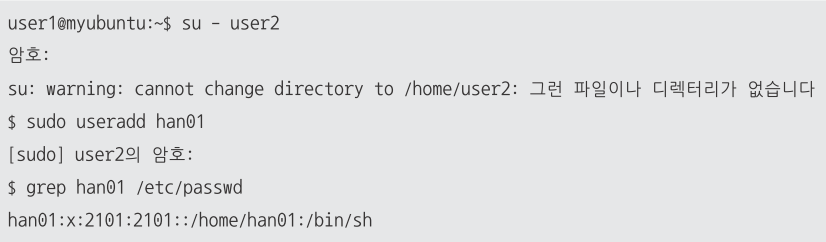 user1@myubuntu:~$ su - user2
암호:
su: warning: cannot change directory to /home/user2: 그런 파일이나 디렉터리가 없습니다
$ sudo useradd han01
[sudo] user2의 암호:
$ grep han01 /etc/passwd
han01:x:2101:2101::/home/han01:/bin/sh